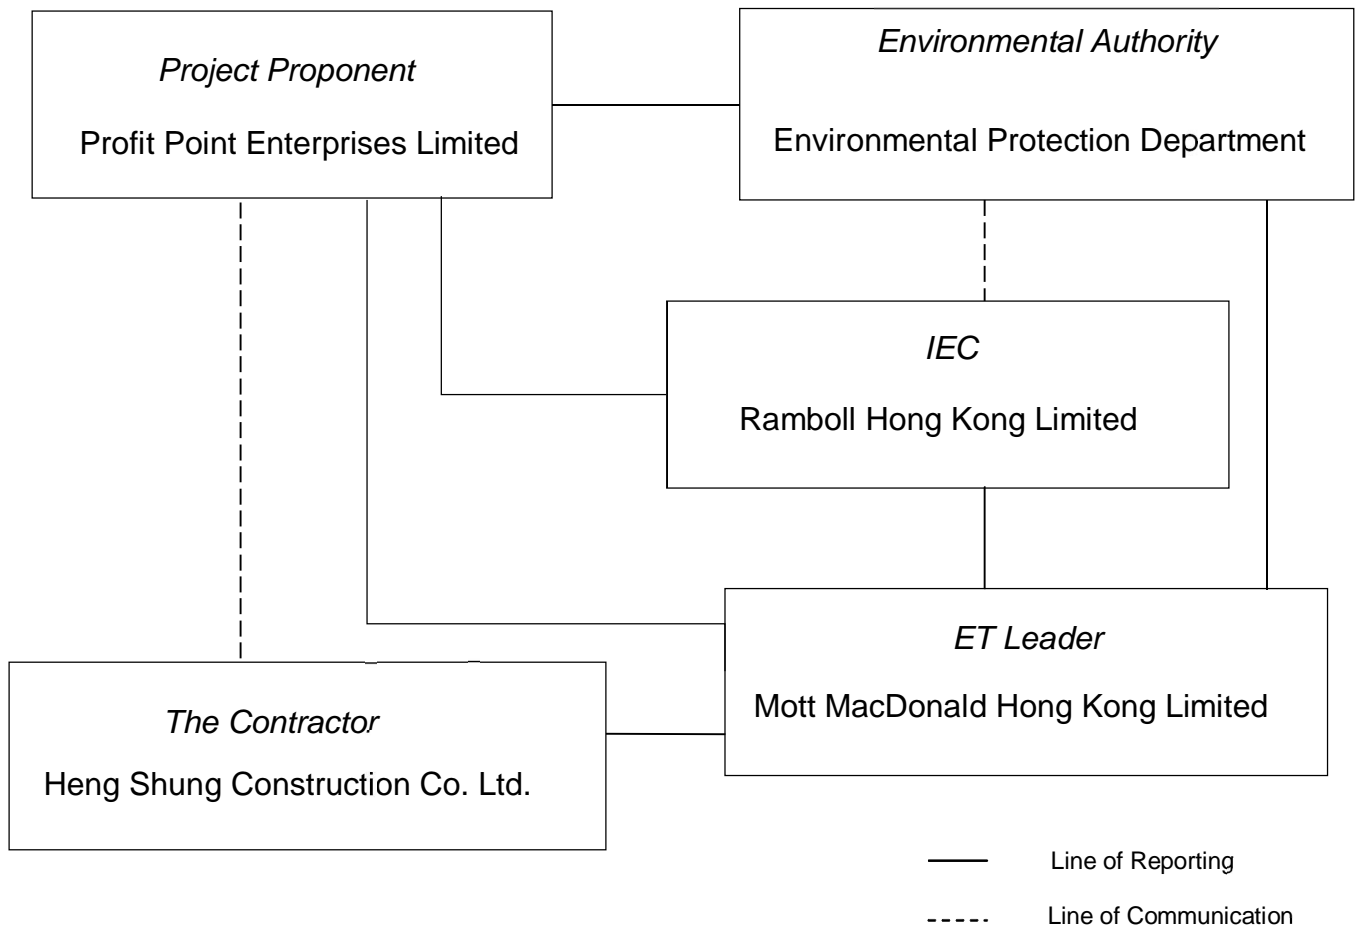 Project Proponent
Profit Point Enterprises Limited
Environmental Authority
Environmental Protection Department
IEC
Ramboll Hong Kong Limited
ET Leader
Mott MacDonald Hong Kong Limited
The Contractor
Heng Shung Construction Co. Ltd.
Line of Reporting
Line of Communication